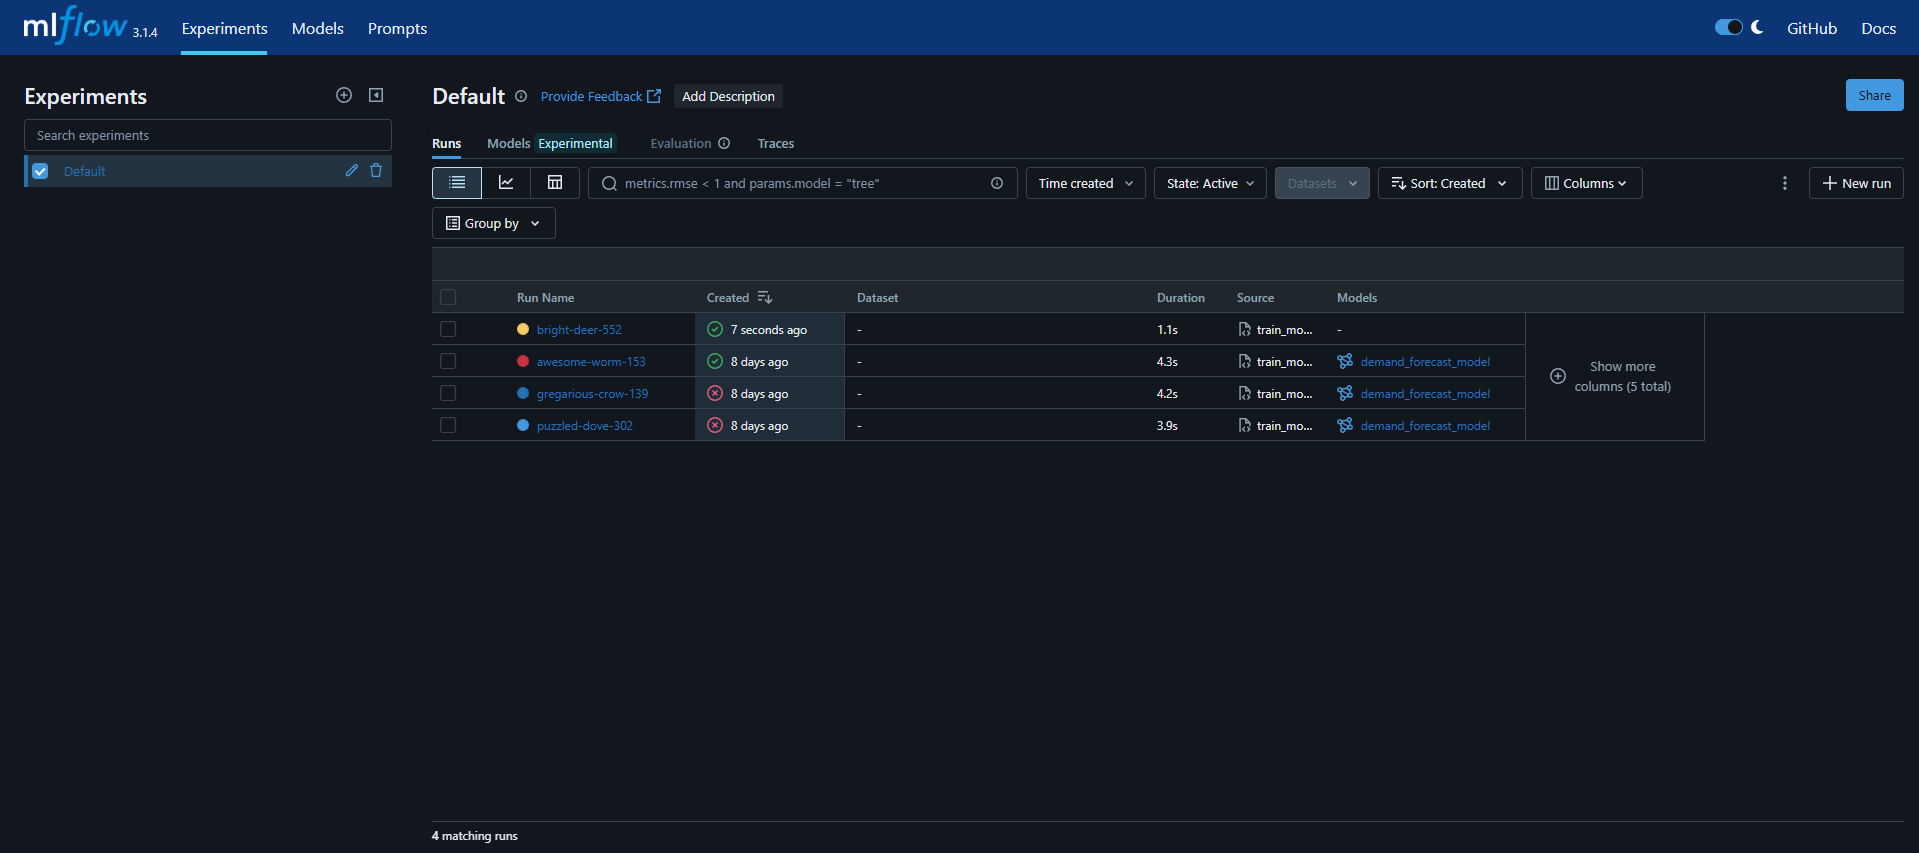 mlflow 3.1.4 Experiments Models Prompts GitHub Docs
Experiments
Search experiments
Default
Default Provide Feedback Add Description Share
Runs Models Experimental Evaluation Traces
metrics.rmse < 1 and params.model = "tree" Time created State: Active Datasets Sort: Created Columns New run
Group by
Run Name Created Dataset Duration Source Models
bright-deer-552 7 seconds ago - 1.1s train_mo... -
awesome-worm-153 8 days ago - 4.3s train_mo... demand_forecast_model
gregarious-crow-139 8 days ago - 4.2s train_mo... demand_forecast_model
puzzled-dove-302 8 days ago - 3.9s train_mo... demand_forecast_model
Show more
columns (5 total)
4 matching runs